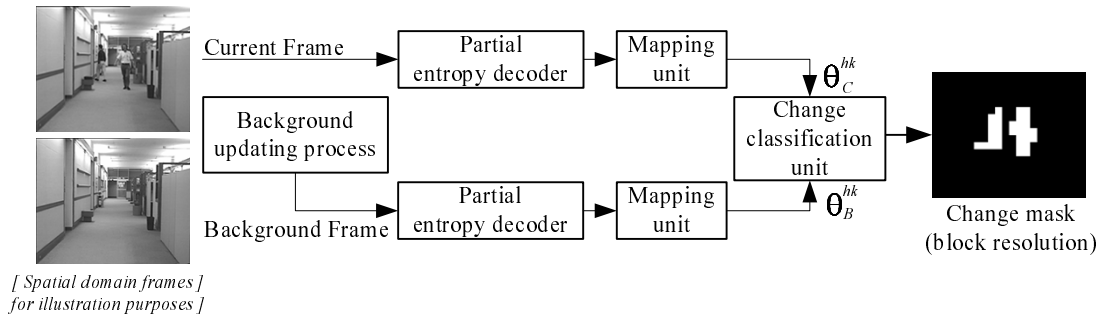 Current Frame
Partial
entropy decoder
Mapping
unit
θ_C^hk
Background
updating process
Change
classification
unit
Background Frame
Partial
entropy decoder
Mapping
unit
θ_B^hk
Change mask
(block resolution)
[ Spatial domain frames ]
for illustration purposes ]